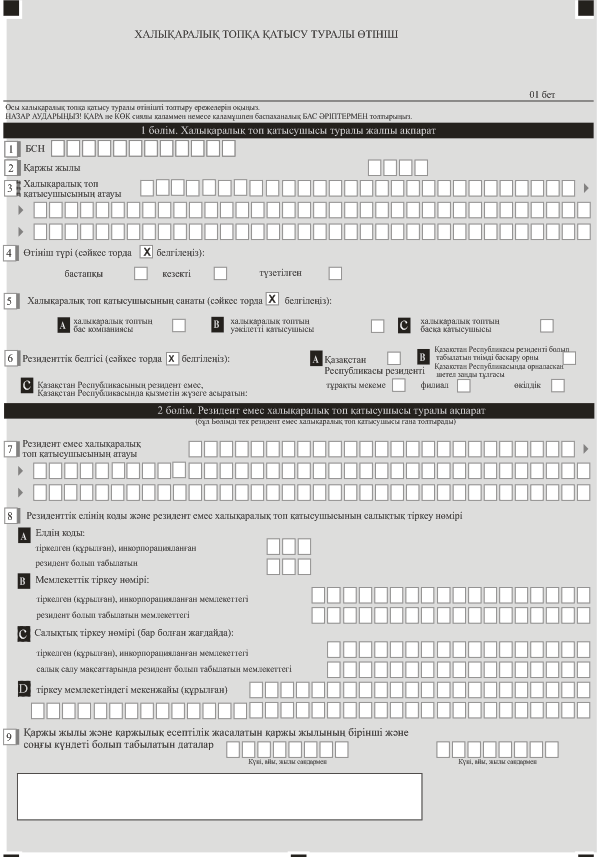 ХАЛЫҚАРАЛЫҚ ТОПҚА ҚАТЫСУ ТУРАЛЫ ӨТІНІШ
01 бет
Осы халықаралық топқа қатысу туралы өтінішті толтыру ережелерін оқыңыз.
НАЗАР АУДАРЫҢЫЗ! ҚАРА не КӨК сиялы қаламмен немесе қаламұшпен баспаханалық БАС ӘРІПТЕРМЕН толтырыңыз.
1 бөлім. Халықаралық топ қатысушысы туралы жалпы ақпарат
1 БСН
2 Қаржы жылы
3 Халықаралық топ
қатысушысының атауы
4 Өтініш түрі (сәйкес торда X белгілеңіз):
бастапқы кезекті түзетілген
5 Халықаралық топ қатысушысының санаты (сәйкес торда X белгілеңіз):
A халықаралық топтың
бас компаниясы
B халықаралық топтың
уәкілетті қатысушысы
C халықаралық топтың
басқа қатысушысы
6 Резиденттік белгісі (сәйкес торда X белгілеңіз):
A Қазақстан
Республикасы резиденті
B Қазақстан Республикасы резиденті болып
табылатын тиімді басқару орны
Қазақстан Республикасында орналасқан
шетел заңды тұлғасы
C Қазақстан Республикасының резидент емес,
Қазақстан Республикасында қызметін жүзеге асыратын:
тұрақты мекеме филиал өкілдік
2 бөлім. Резидент емес халықаралық топ қатысушысы туралы ақпарат
(бұл Бөлімді тек резидент емес халықаралық топ қатысушысы ғана толтырады)
7 Резидент емес халықаралық
топ қатысушысының атауы
8 Резиденттік елінің коды және резидент емес халықаралық топ қатысушысының салықтық тіркеу нөмірі
A Елдің коды:
тіркелген (құрылған), инкорпорацияланған
резидент болып табылатын
B Мемлекеттік тіркеу нөмірі:
тіркелген (құрылған), инкорпорацияланған мемлекеттегі
резидент болып табылатын мемлекеттегі
C Салықтық тіркеу нөмірі (бар болған жағдайда):
тіркелген (құрылған), инкорпорацияланған мемлекеттегі
салық салу мақсаттарында резидент болып табылатын мемлекеттегі
D тіркеу мемлекетіндегі мекенжайы (құрылған)
9 Қаржы жылы және қаржылық есептілік жасалатын қаржы жылының бірінші және
соңғы күндеті болып табылатын даталар
Күні, айы, жылы сандармен Күні, айы, жылы сандармен